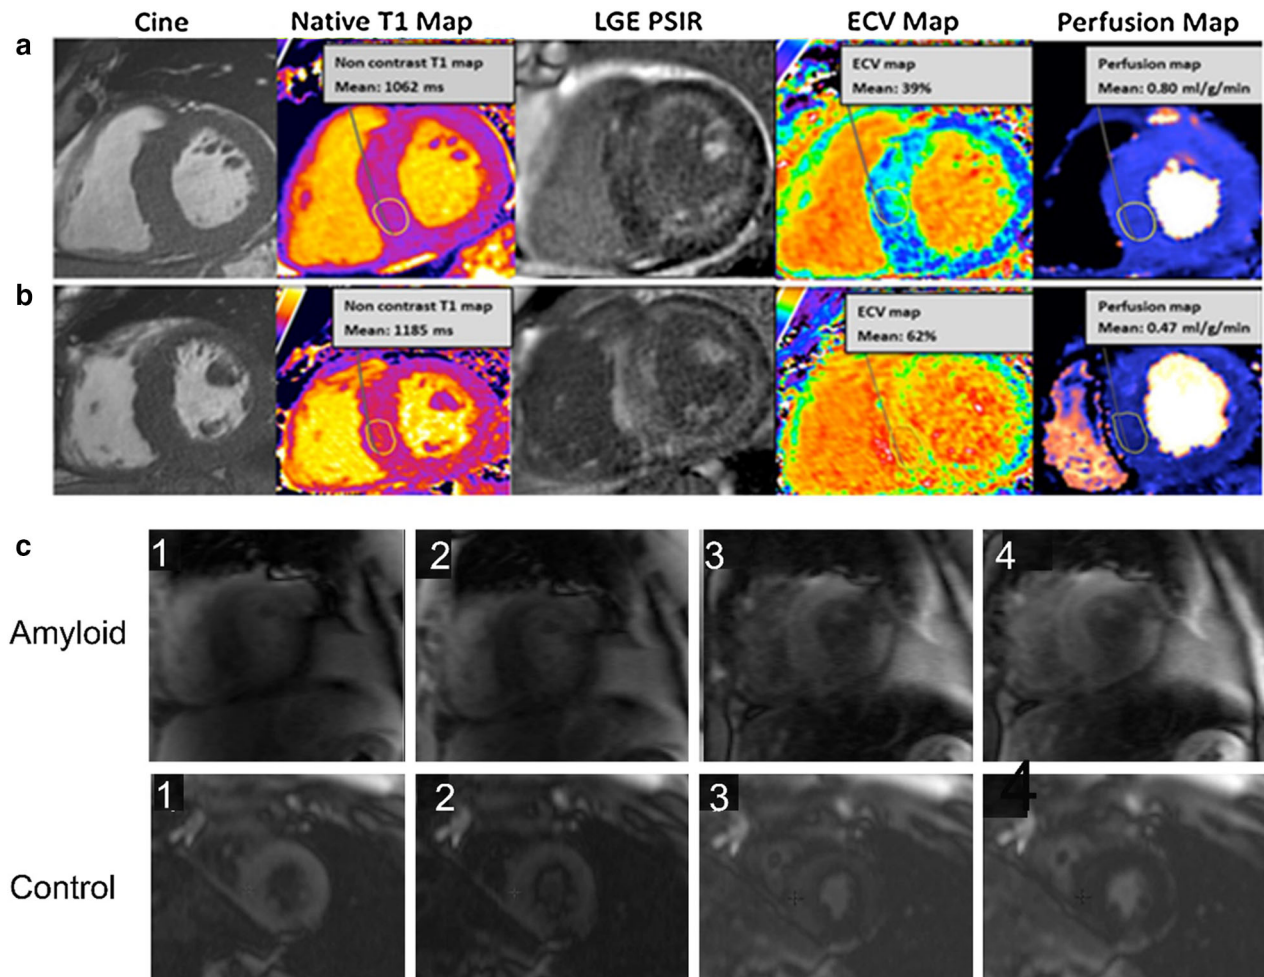 Cine Native T1 Map LGE PSIR ECV Map Perfusion Map
a
Non contrast T1 map
Mean: 1062 ms
ECV map
Mean: 39%
Perfusion map
Mean: 0.80 ml/g/min
b
Non contrast T1 map
Mean: 1185 ms
ECV map
Mean: 62%
Perfusion map
Mean: 0.47 ml/g/min
c
1 2 3 4
Amyloid
4
1 2 3
Control